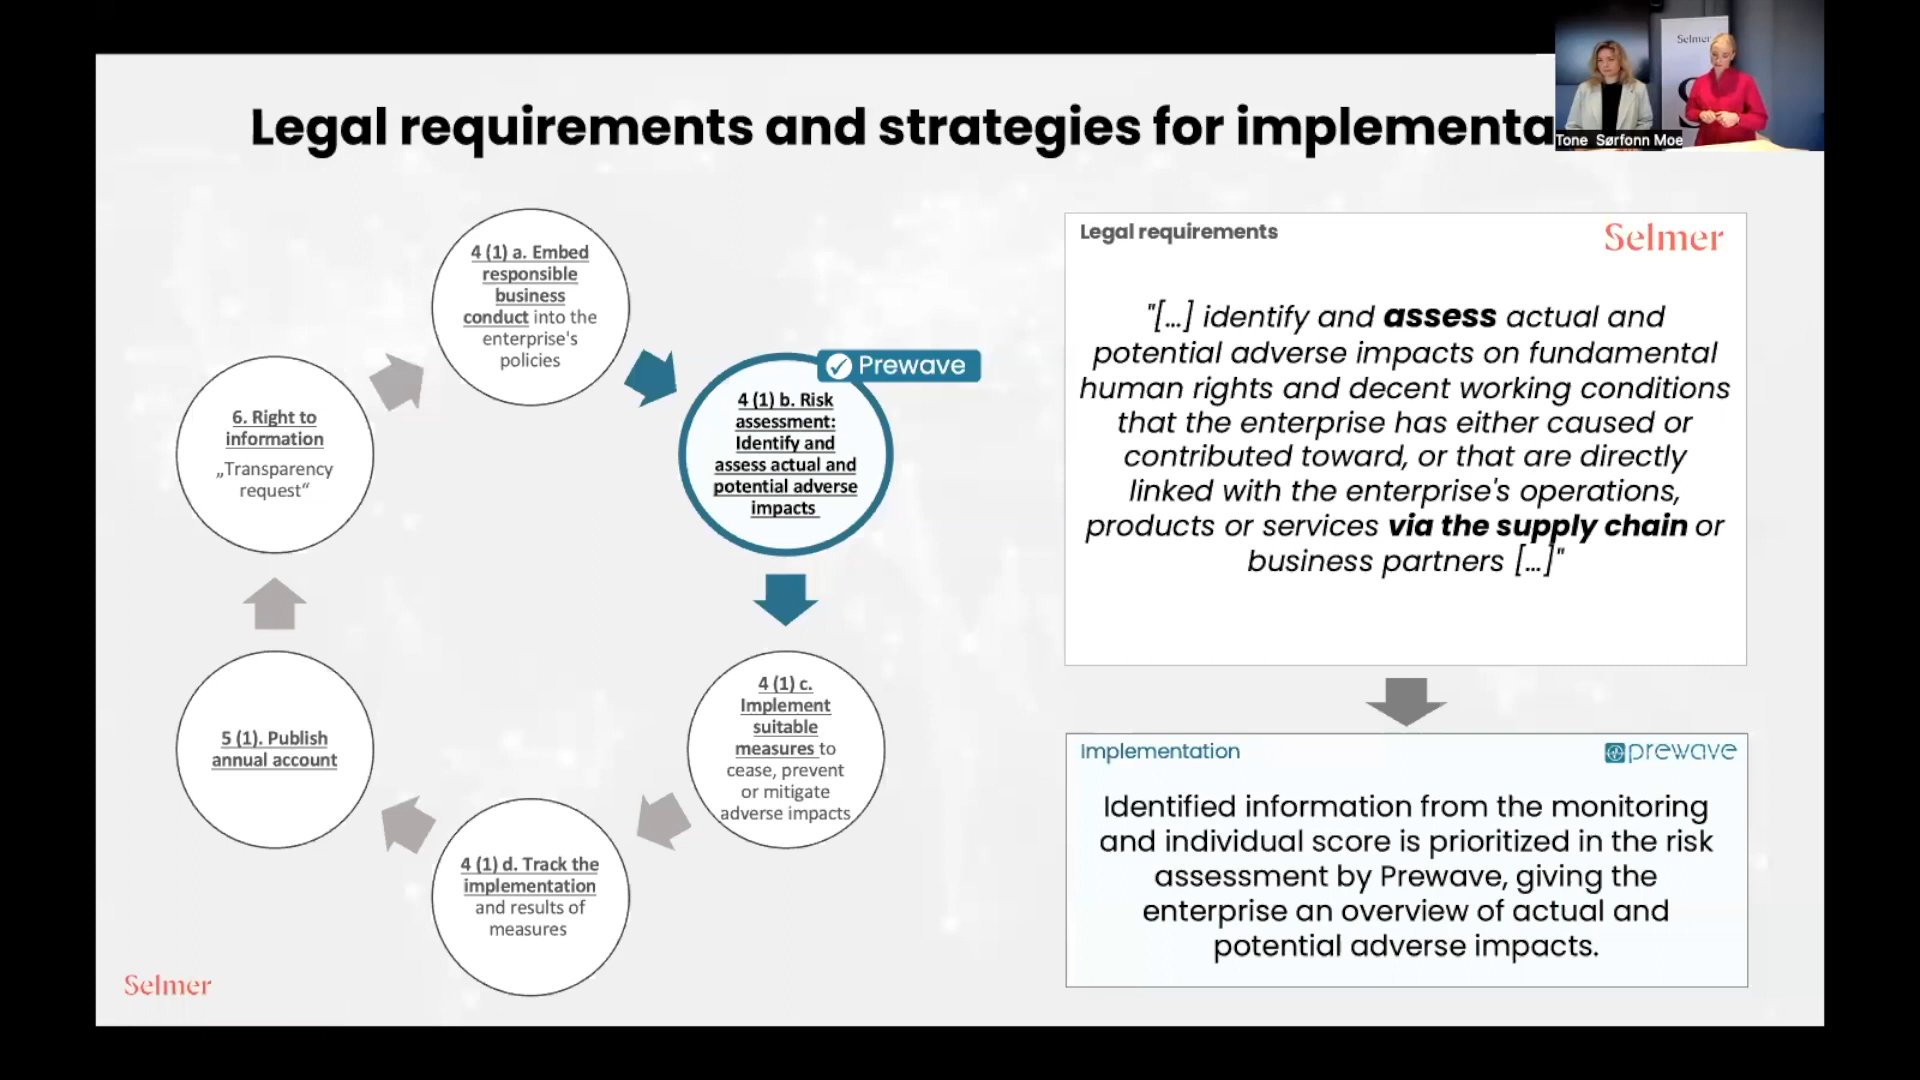 Legal requirements and strategies for implementa
Selmer
Tone Sørfonn Moe
4 (1) a. Embed
responsible
business
conduct into the
enterprise's
policies
Prewave
4 (1) b. Risk
assessment:
Identify and
assess actual and
potential adverse
impacts
4 (1) c.
Implement
suitable
measures to
cease, prevent
or mitigate
adverse impacts
4 (1) d. Track the
implementation
and results of
measures
5 (1). Publish
annual account
6. Right to
information
„Transparency
request“
Selmer
Legal requirements
Selmer
"[...] identify and assess actual and
potential adverse impacts on fundamental
human rights and decent working conditions
that the enterprise has either caused or
contributed toward, or that are directly
linked with the enterprise's operations,
products or services via the supply chain or
business partners [...]"
Implementation
prewave
Identified information from the monitoring
and individual score is prioritized in the risk
assessment by Prewave, giving the
enterprise an overview of actual and
potential adverse impacts.